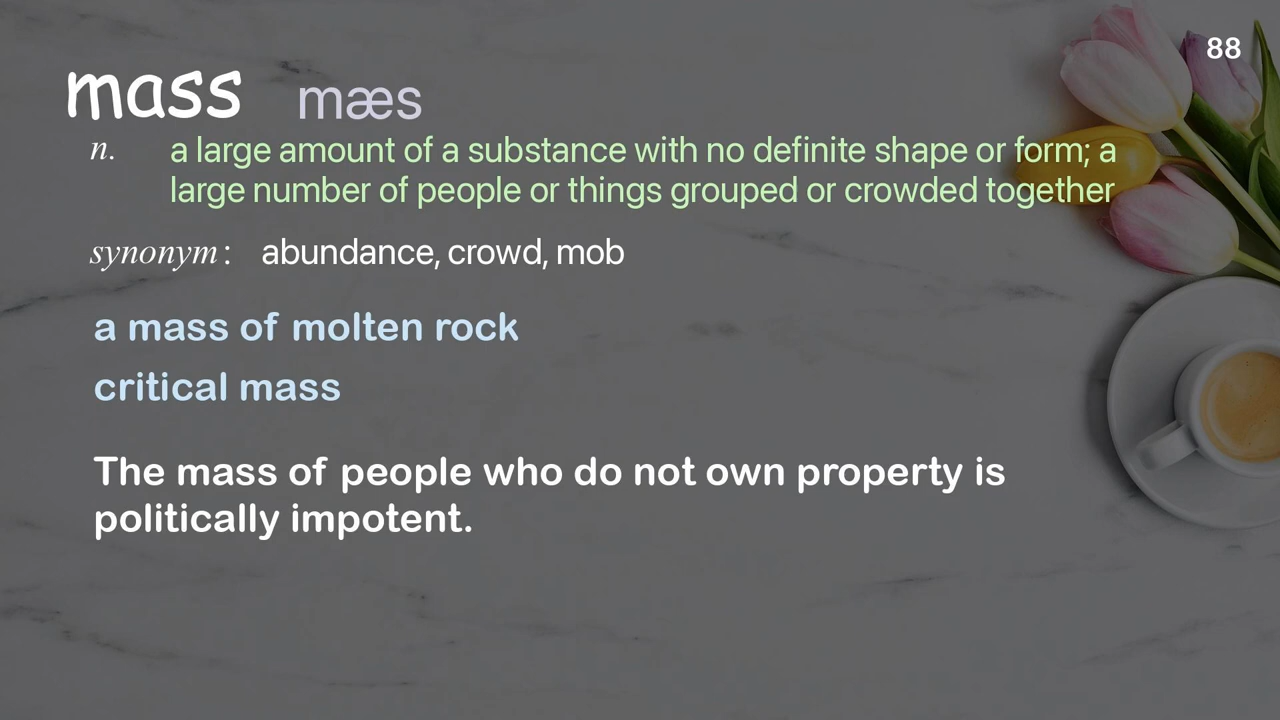 88
mass mæs
n. a large amount of a substance with no definite shape or form; a
large number of people or things grouped or crowded together
synonym: abundance, crowd, mob
a mass of molten rock
critical mass
The mass of people who do not own property is
politically impotent.